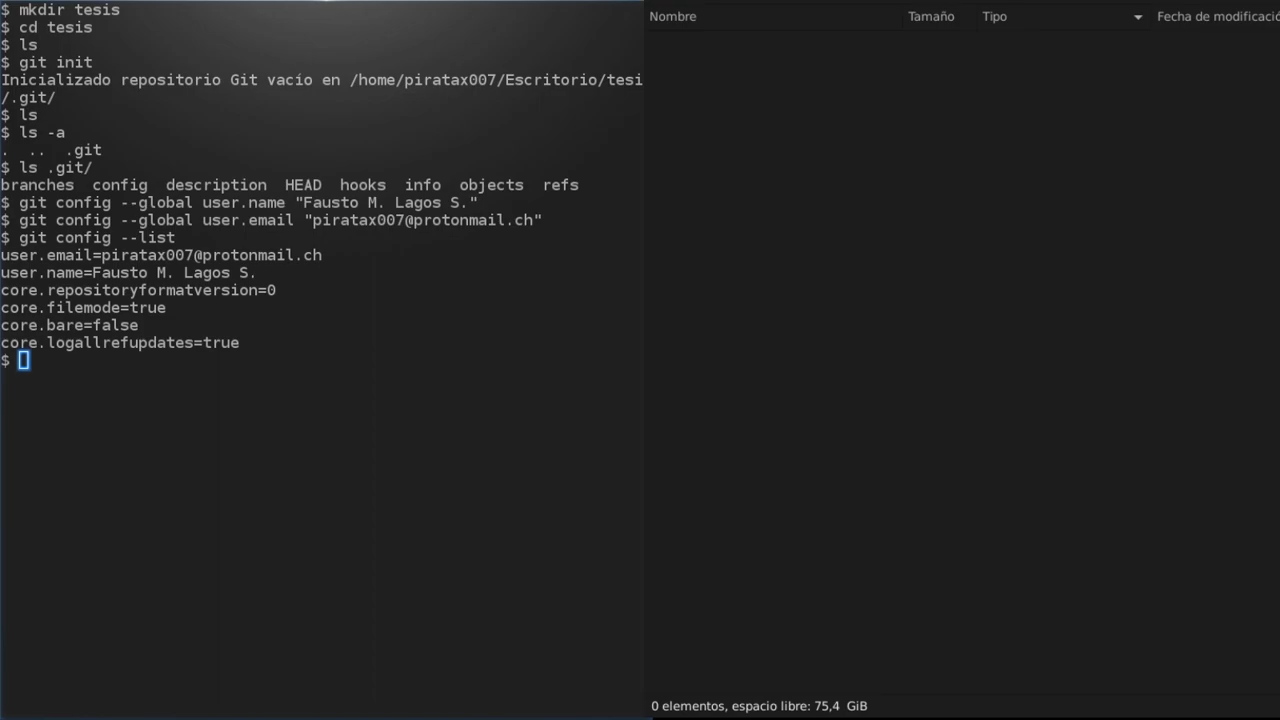 $ mkdir tesis
$ cd tesis
$ ls
$ git init
Inicializado repositorio Git vacío en /home/piratax007/Escritorio/tesi
/.git/
$ ls
$ ls -a
.  ..  .git
$ ls .git/
branches  config  description  HEAD  hooks  info  objects  refs
$ git config --global user.name "Fausto M. Lagos S."
$ git config --global user.email "piratax007@protonmail.ch"
$ git config --list
user.email=piratax007@protonmail.ch
user.name=Fausto M. Lagos S.
core.repositoryformatversion=0
core.filemode=true
core.bare=false
core.logallrefupdates=true
$
Nombre Tamaño Tipo Fecha de modificació
0 elementos, espacio libre: 75,4 GiB